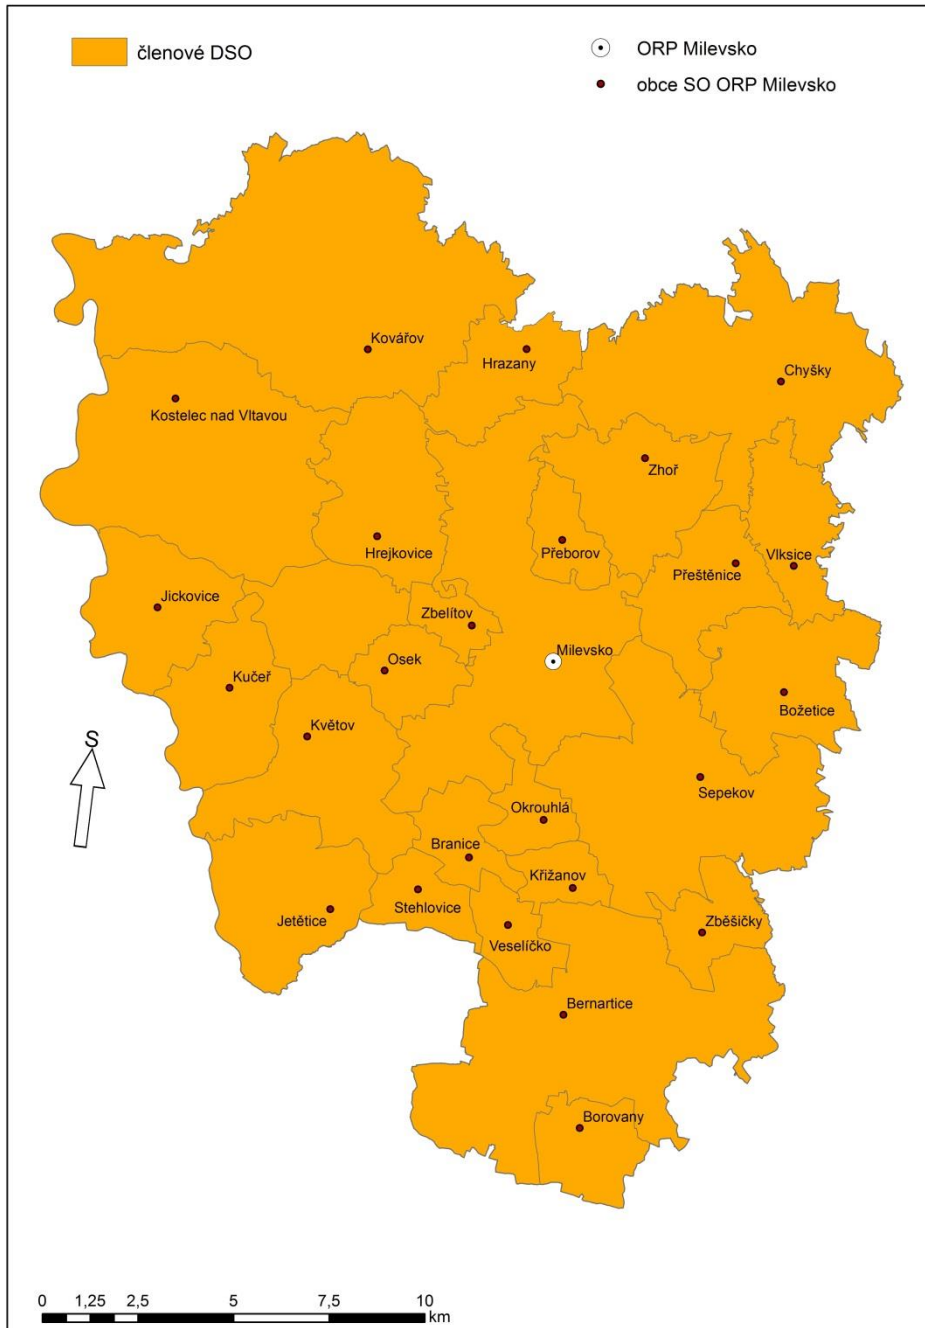 členové DSO
ORP Milevsko
obce SO ORP Milevsko
Kovářov
Hrazany
Chyšky
Kostelec nad Vltavou
Zhoř
Hrejkovice
Přeborov
Přeštěnice
Vlksice
Jickovice
Zbelítov
Milevsko
Osek
Kučeř
Božetice
Květov
S
Sepekov
Okrouhlá
Branice
Křižanov
Stehlovice
Jetětice
Veselíčko
Zběšičky
Bernartice
Borovany
0 1,25 2,5 5 7,5 10
km